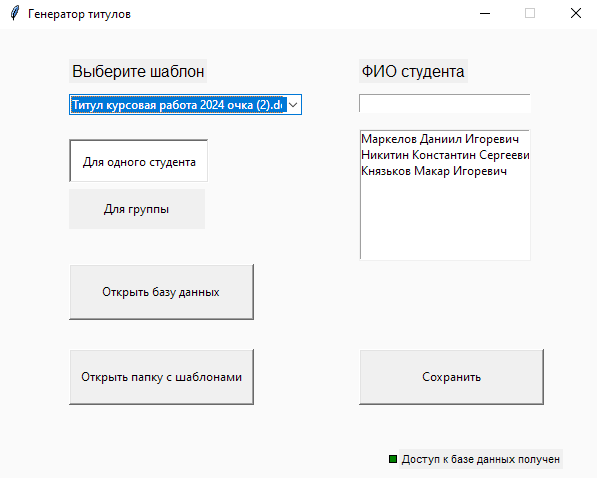 Генератор титулов
Выберите шаблон
ФИО студента
Титул курсовая работа 2024 очка (2).do
Для одного студента
Маркелов Даниил Игоревич
Никитин Константин Сергееви
Князьков Макар Игоревич
Для группы
Открыть базу данных
Открыть папку с шаблонами
Сохранить
Доступ к базе данных получен